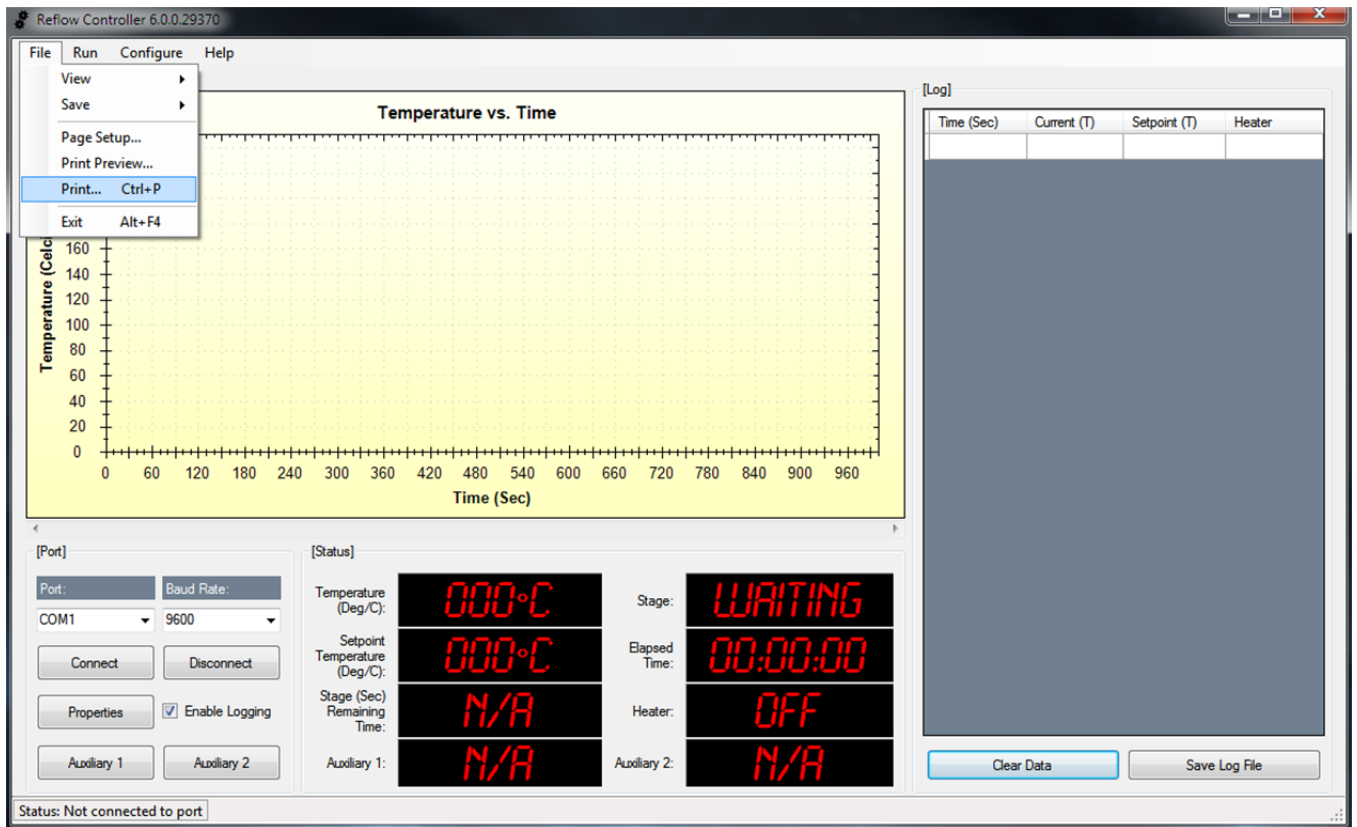 Reflow Controller 6.0.0.29370
File Run Configure Help
View
Save
Page Setup...
Print Preview...
Print... Ctrl+P
Exit Alt+F4
Temperature vs. Time
160
140
120
100
80
60
40
20
0
0 60 120 180 240 300 360 420 480 540 600 660 720 780 840 900 960
Time (Sec)
[Log]
Time (Sec) Current (T) Setpoint (T) Heater
[Port]
Port: Baud Rate:
COM1 9600
Connect Disconnect
Properties Enable Logging
Auxiliary 1 Auxiliary 2
[Status]
Temperature
(Deg/C): 000°C
Stage: WAITING
Setpoint
Temperature
(Deg/C): 000°C
Elapsed
Time: 00:00:00
Stage (Sec)
Remaining
Time: N/A
Heater: OFF
Auxiliary 1: N/A
Auxiliary 2: N/A
Clear Data Save Log File
Status: Not connected to port